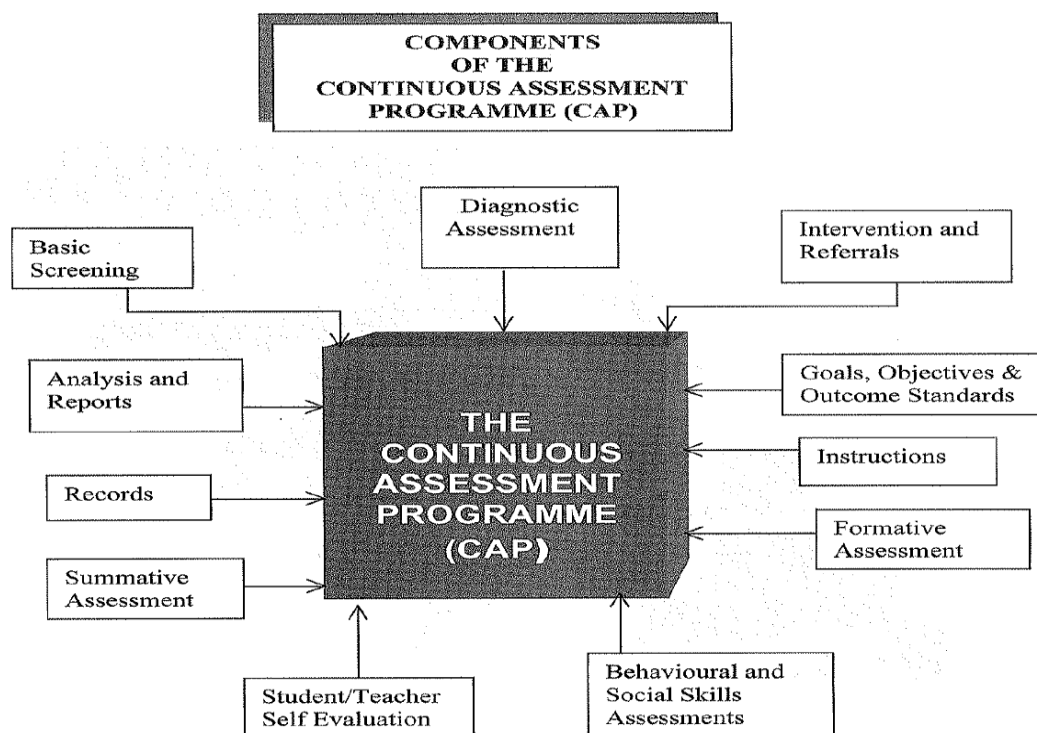 COMPONENTS
OF THE
CONTINUOUS ASSESSMENT
PROGRAMME (CAP)
Diagnostic
Assessment
Intervention and
Referrals
Basic
Screening
Analysis and
Reports
Goals, Objectives &
Outcome Standards
THE
CONTINUOUS
ASSESSMENT
PROGRAMME
(CAP)
Instructions
Records
Formative
Assessment
Summative
Assessment
Student/Teacher
Self Evaluation
Behavioural and
Social Skills
Assessments